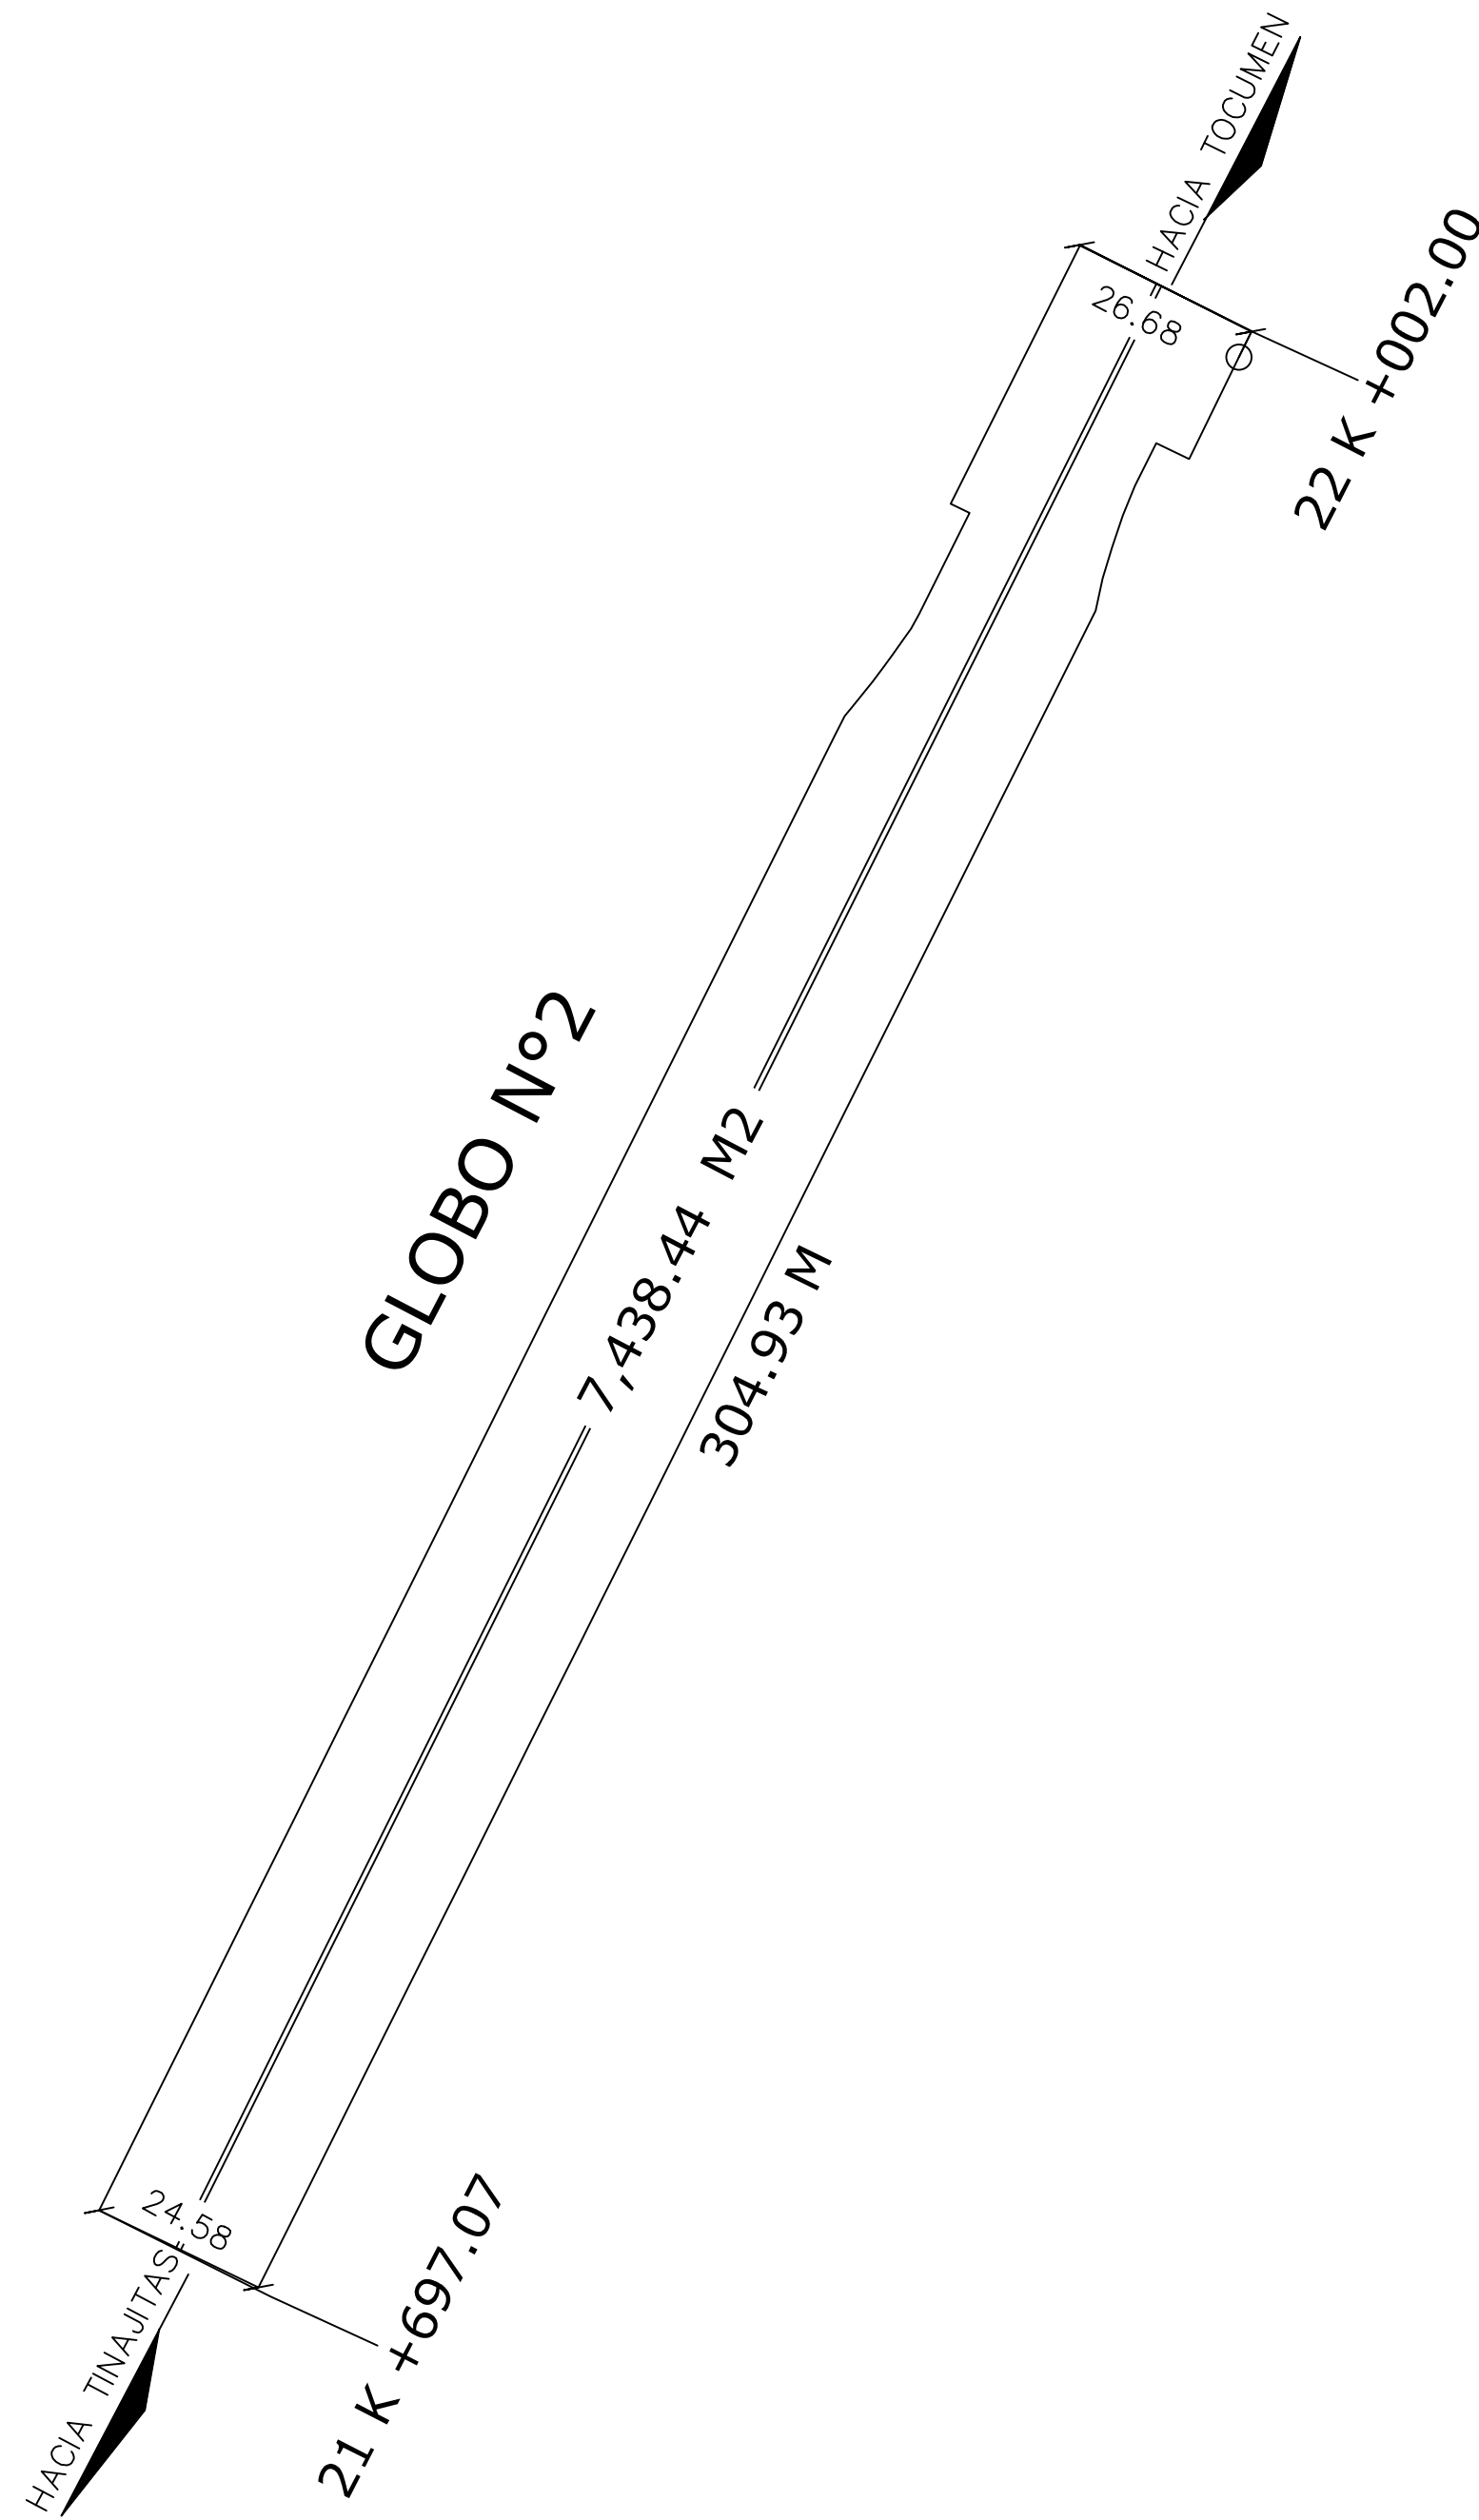 HACIA TOCUMEN
26.68
22 K +002.00
GLOBO N°2
7,438.44 M2
304.93 M
24.58
21 K +697.07
HACIA TINAJITAS